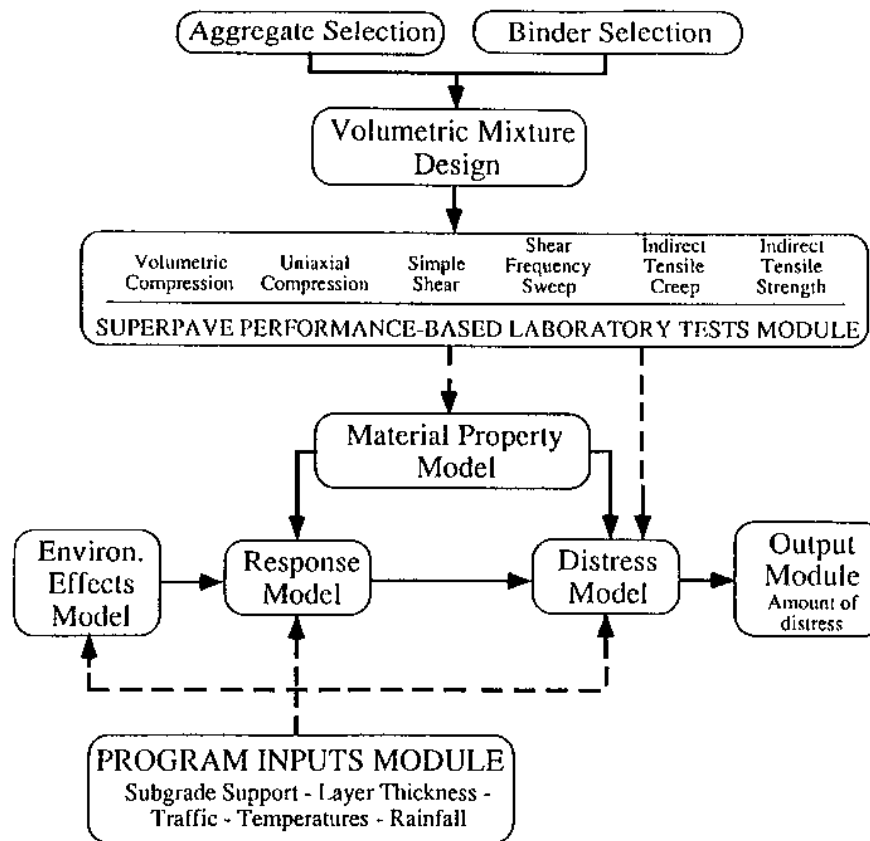 Aggregate Selection
Binder Selection
Volumetric Mixture
Design
Volumetric
Compression
Uniaxial
Compression
Simple
Shear
Shear
Frequency
Sweep
Indirect
Tensile
Creep
Indirect
Tensile
Strength
SUPERPAVE PERFORMANCE-BASED LABORATORY TESTS MODULE
Material Property
Model
Environ.
Effects
Model
Response
Model
Distress
Model
Output
Module
Amount of
distress
PROGRAM INPUTS MODULE
Subgrade Support - Layer Thickness -
Traffic - Temperatures - Rainfall